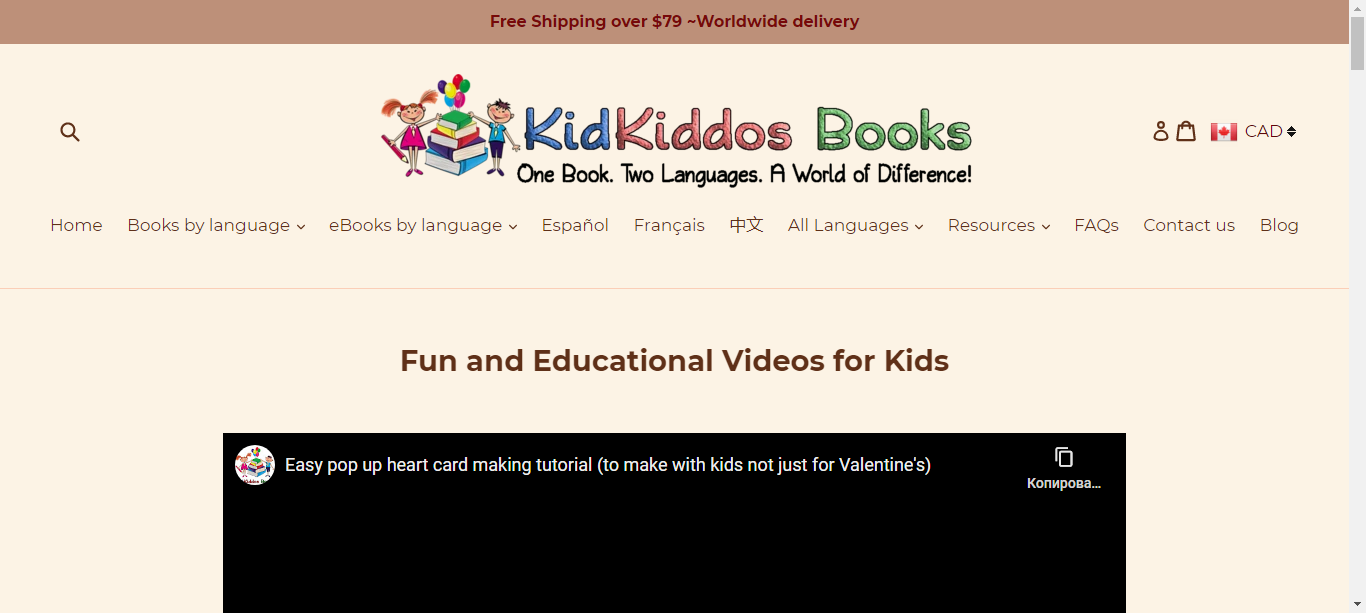 Free Shipping over $79 ~Worldwide delivery
KidKiddos Books
One Book. Two Languages. A World of Difference!
CAD
Home Books by language eBooks by language Español Français 中文 All Languages Resources FAQs Contact us Blog
Fun and Educational Videos for Kids
Easy pop up heart card making tutorial (to make with kids not just for Valentine's)
Копирова...